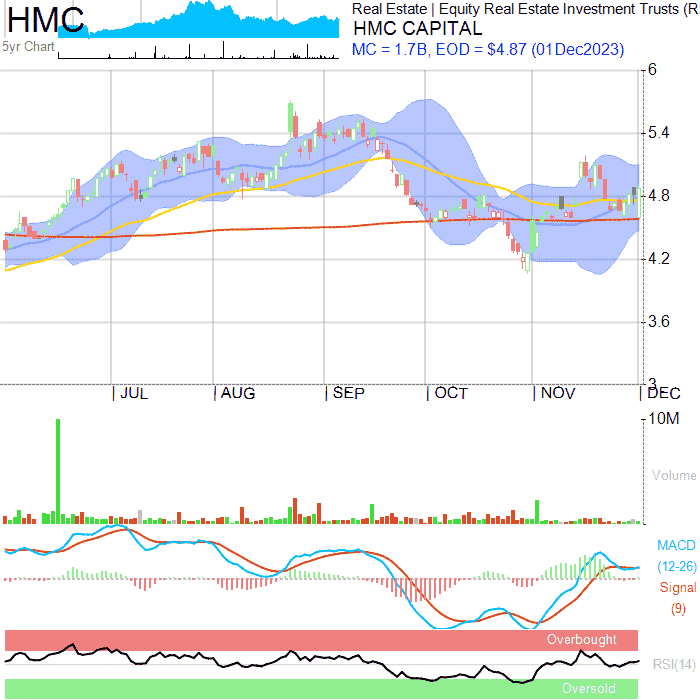 HMC
5yr Chart
Real Estate | Equity Real Estate Investment Trusts (R
HMC CAPITAL
MC = 1.7B, EOD = $4.87 (01Dec2023)
6
5.4
4.8
4.2
3.6
3
JUL AUG SEP OCT NOV DEC
10M
Volume
MACD
(12-26)
Signal
(9)
Overbought
RSI(14)
Oversold